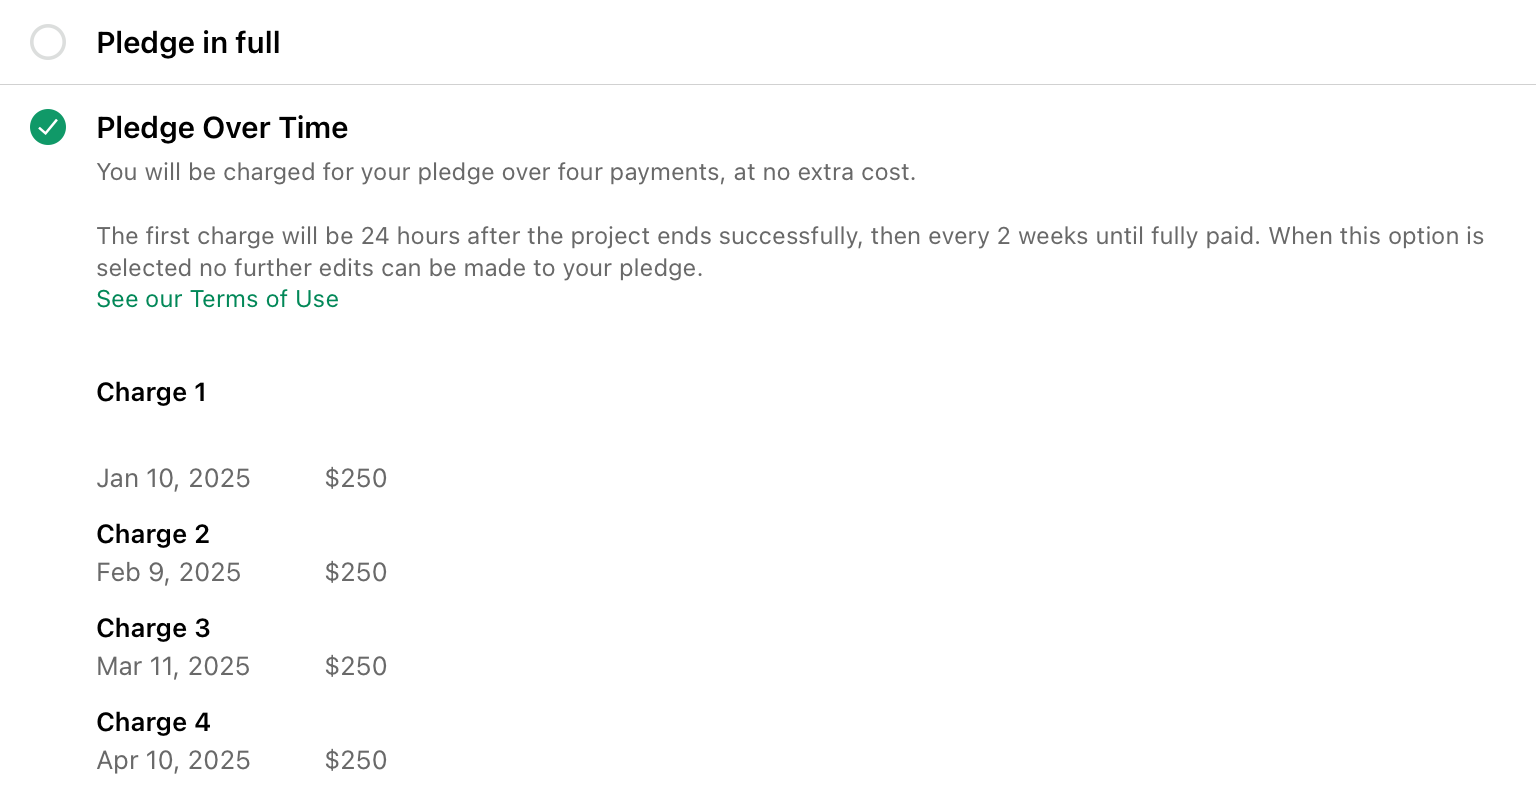 Pledge in full
Pledge Over Time
You will be charged for your pledge over four payments, at no extra cost.
The first charge will be 24 hours after the project ends successfully, then every 2 weeks until fully paid. When this option is
selected no further edits can be made to your pledge.
See our Terms of Use
Charge 1
Jan 10, 2025 $250
Charge 2
Feb 9, 2025 $250
Charge 3
Mar 11, 2025 $250
Charge 4
Apr 10, 2025 $250